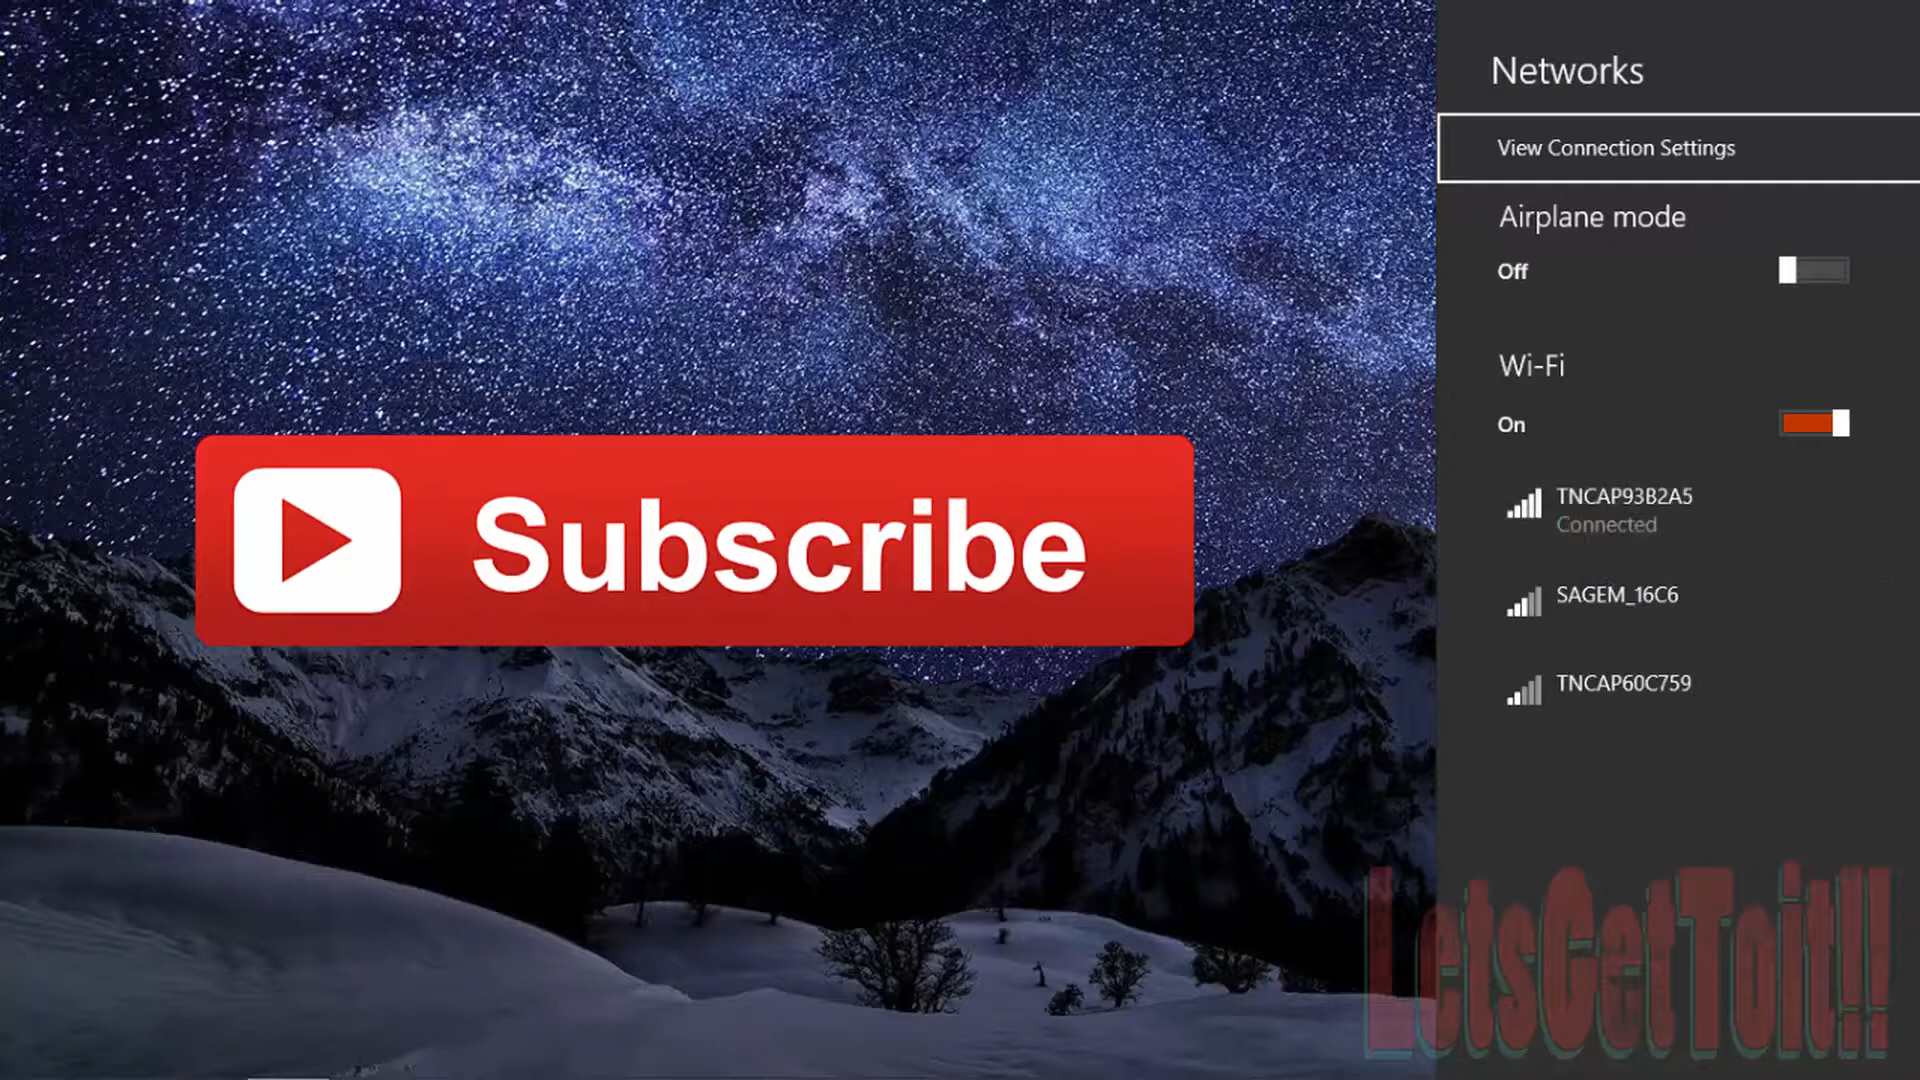 Networks
View Connection Settings
Airplane mode
Off
Wi-Fi
On
TNCAP93B2A5
Connected
SAGEM_16C6
TNCAP60C759
Subscribe
LetsGetToit!!